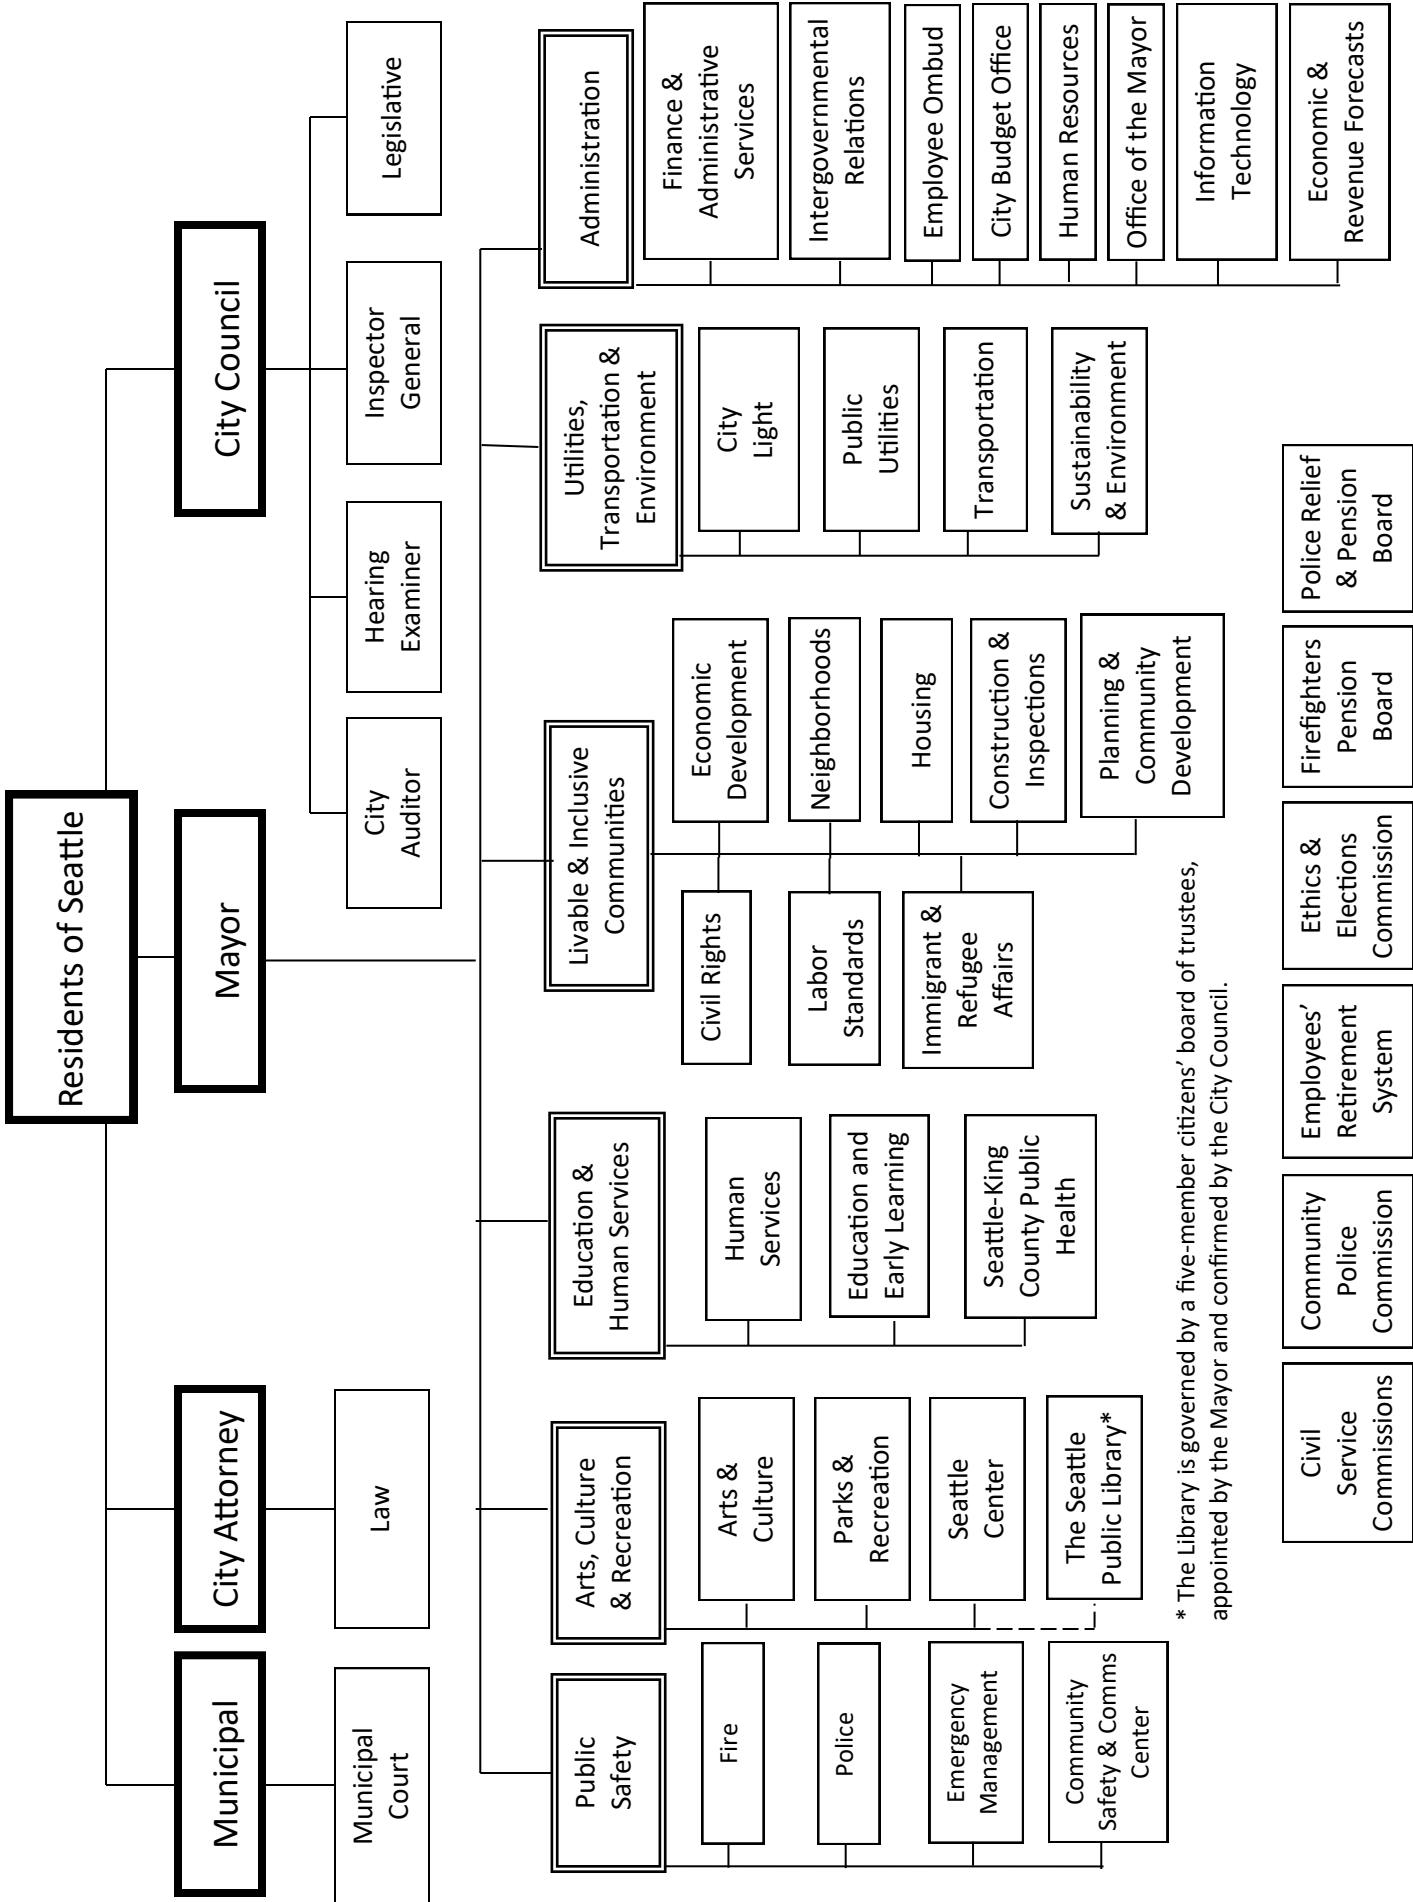 Residents of Seattle
Municipal
City Attorney
Mayor
City Council
Municipal
Court
Law
City
Auditor
Hearing
Examiner
Inspector
General
Legislative
Public
Safety
Fire
Police
Emergency
Management
Community
Safety & Comms
Center
Arts, Culture
& Recreation
Arts &
Culture
Parks &
Recreation
Seattle
Center
The Seattle
Public Library*
Education &
Human Services
Human
Services
Education and
Early Learning
Seattle-King
County Public
Health
Livable & Inclusive
Communities
Civil Rights
Labor
Standards
Immigrant &
Refugee
Affairs
Economic
Development
Neighborhoods
Housing
Construction &
Inspections
Planning &
Community
Development
Utilities,
Transportation &
Environment
City
Light
Public
Utilities
Transportation
Sustainability
& Environment
Administration
Finance &
Administrative
Services
Intergovernmental
Relations
Employee Ombud
City Budget Office
Human Resources
Office of the Mayor
Information
Technology
Economic &
Revenue Forecasts
* The Library is governed by a five-member citizens’ board of trustees,
appointed by the Mayor and confirmed by the City Council.
Civil
Service
Commissions
Community
Police
Commission
Employees’
Retirement
System
Ethics &
Elections
Commission
Firefighters
Pension
Board
Police Relief
& Pension
Board